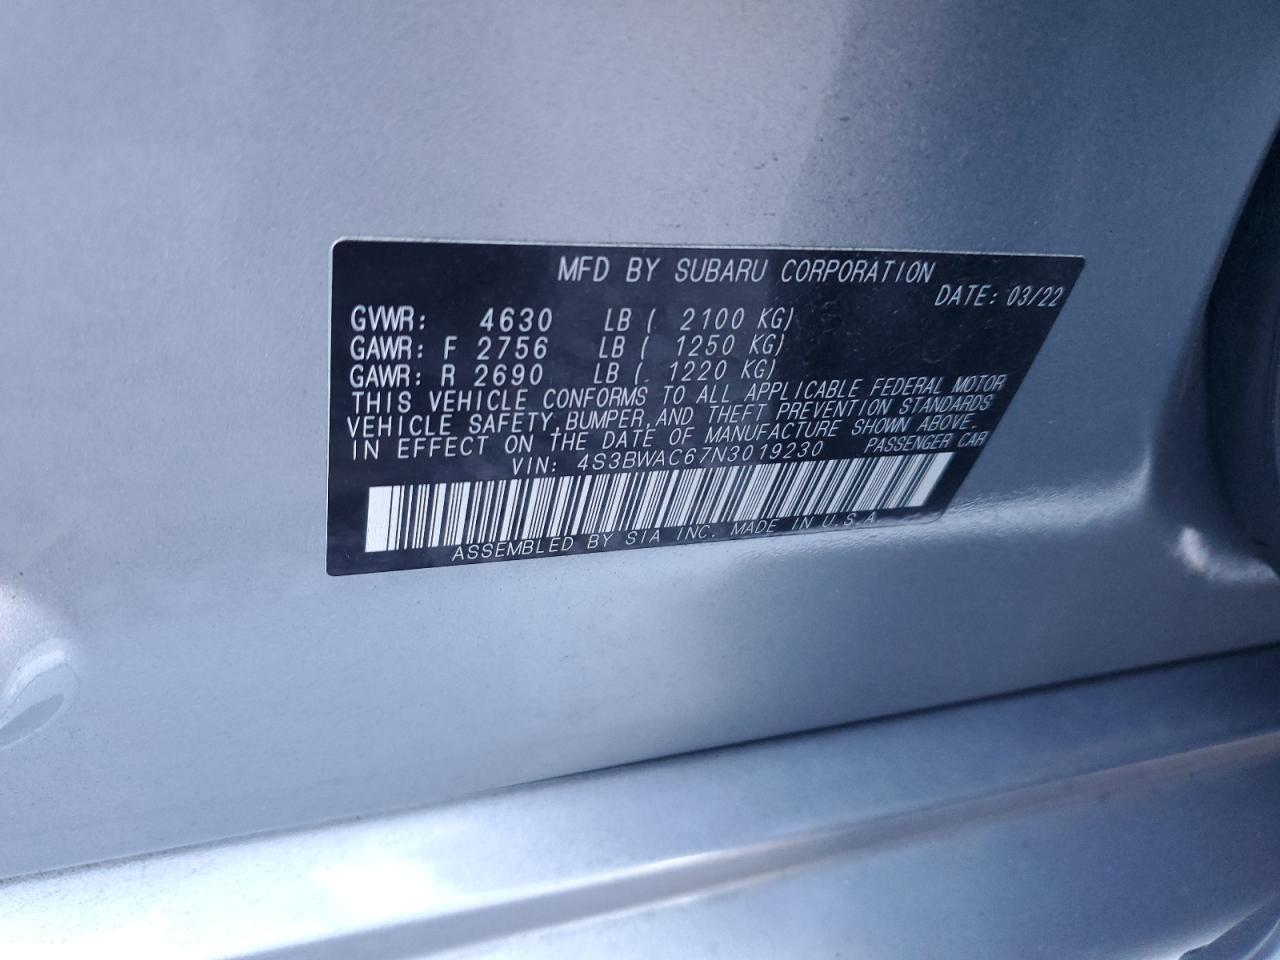 MFD BY SUBARU CORPORATION
DATE: 03/22
GVWR: 4630 LB ( 2100 KG)
GAWR: F 2756 LB ( 1250 KG)
GAWR: R 2690 LB ( 1220 KG)
THIS VEHICLE CONFORMS TO ALL APPLICABLE FEDERAL MOTOR
VEHICLE SAFETY,BUMPER,AND THEFT PREVENTION STANDARDS
IN EFFECT ON THE DATE OF MANUFACTURE SHOWN ABOVE.
VIN: 4S3BWAC67N3019230 PASSENGER CAR
ASSEMBLED BY SIA INC. MADE IN U.S.A.